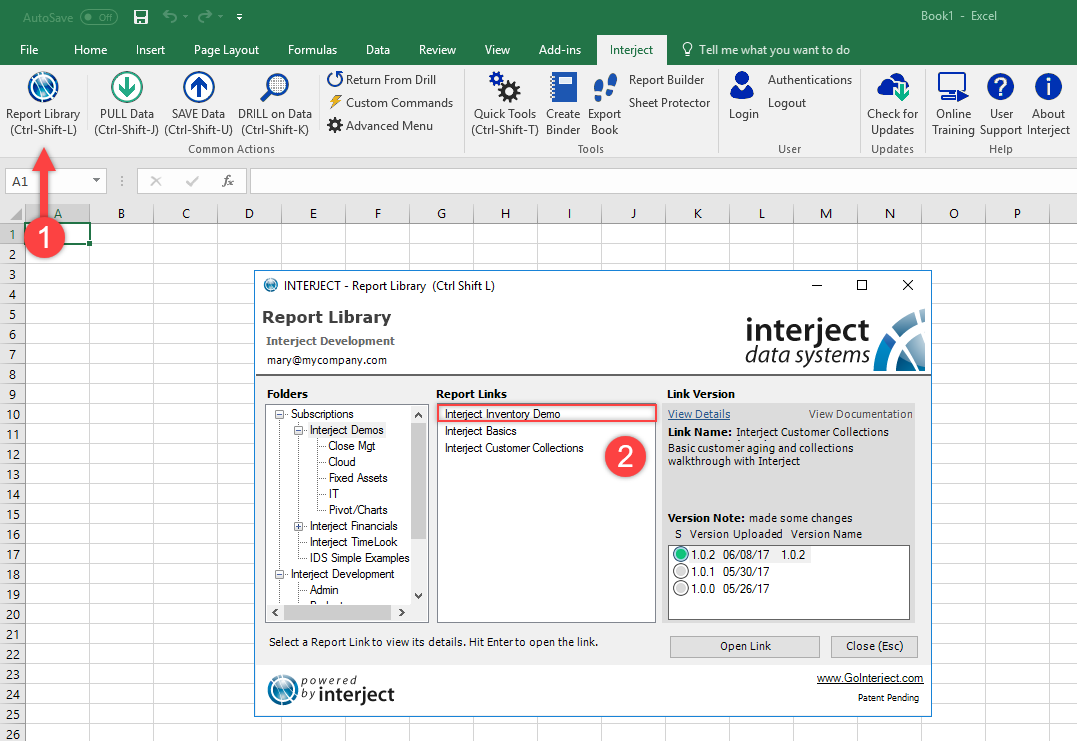 AutoSave Off
Book1 - Excel
File Home Insert Page Layout Formulas Data Review View Add-ins Interject Tell me what you want to do
Report Library
(Ctrl-Shift-L)
PULL Data
(Ctrl-Shift-J)
SAVE Data
(Ctrl-Shift-U)
DRILL on Data
(Ctrl-Shift-K)
Return From Drill
Custom Commands
Advanced Menu
Common Actions
Quick Tools
(Ctrl-Shift-T)
Create
Binder
Export
Book
Report Builder
Sheet Protector
Tools
Login
Authentications
Logout
User
Check for
Updates
Updates
Online
Training
User
Support
About
Interject
Help
A1
fx
A B C D E F G H I J K L M N O P
1
1
2
3
4
5
6
7
8
9
10
11
12
13
14
15
16
17
18
19
20
21
22
23
24
25
26
INTERJECT - Report Library (Ctrl Shift L)
Report Library
Interject Development
mary@mycompany.com
interject
data systems
Folders
Subscriptions
Interject Demos
Close Mgt
Cloud
Fixed Assets
IT
Pivot/Charts
Interject Financials
Interject TimeLook
IDS Simple Examples
Interject Development
Admin
Report Links
Interject Inventory Demo
Interject Basics
Interject Customer Collections
2
Link Version
View Details View Documentation
Link Name: Interject Customer Collections
Basic customer aging and collections
walkthrough with Interject
Version Note: made some changes
S Version Uploaded Version Name
1.0.2 06/08/17 1.0.2
1.0.1 05/30/17
1.0.0 05/26/17
Select a Report Link to view its details. Hit Enter to open the link.
Open Link
Close (Esc)
powered
by interject
www.GoInterject.com
Patent Pending